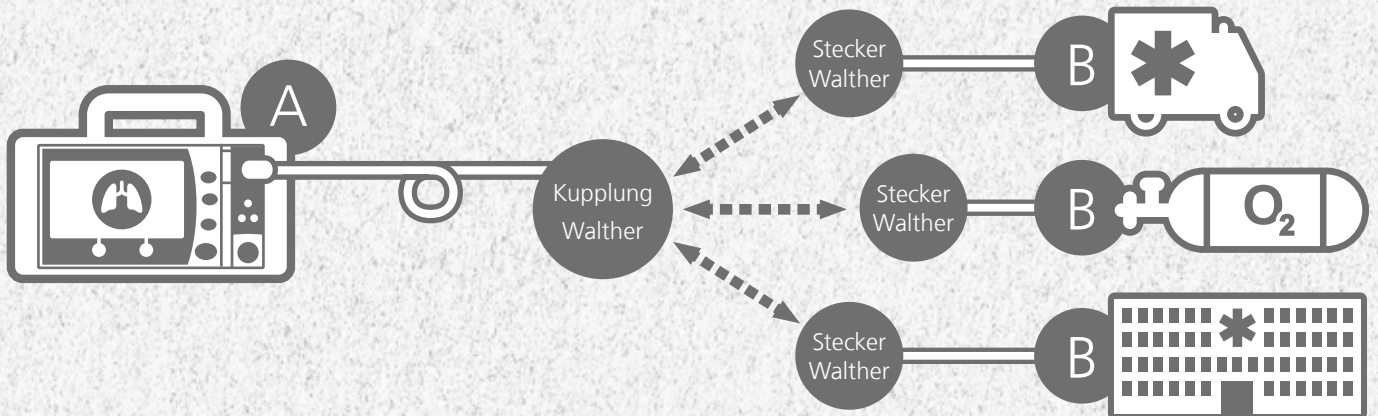 A
Kupplung
Walther
Stecker
Walther
B
Stecker
Walther
B
O₂
Stecker
Walther
B